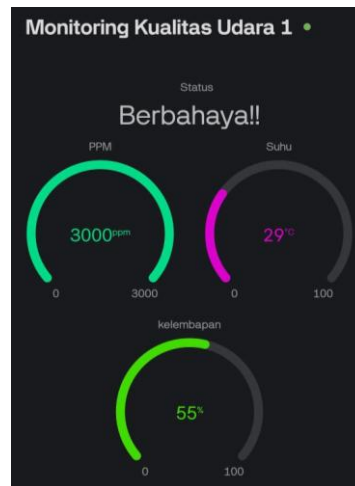 Monitoring Kualitas Udara 1
Status
Berbahaya!!
PPM
Suhu
3000ppm
29°C
0
3000
0
100
kelembapan
55%
0
100